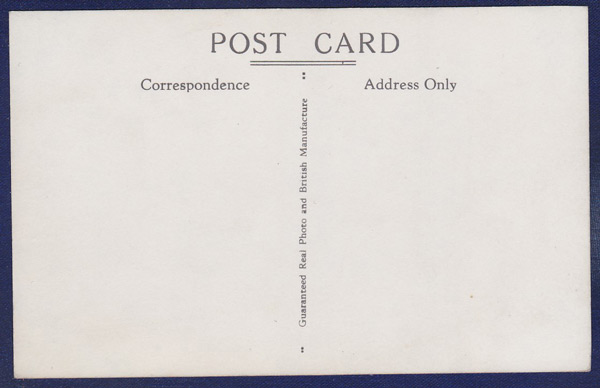 POST CARD
Correspondence
Address Only
Guaranteed Real Photo and British Manufacture